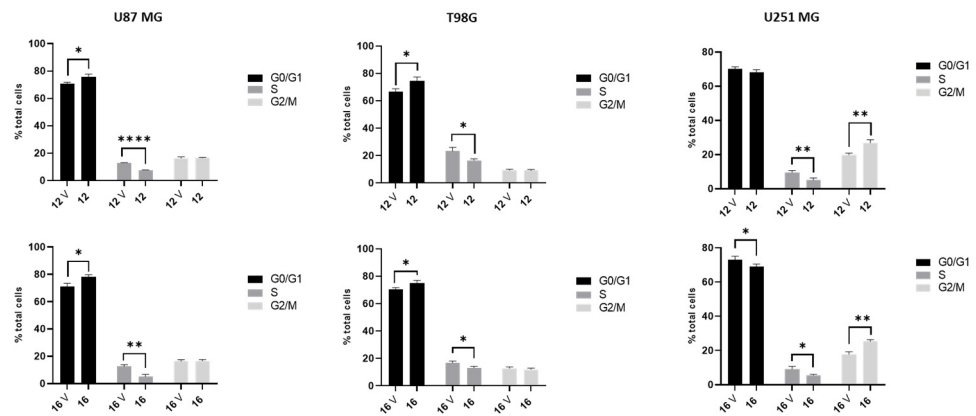 U87 MG
T98G
U251 MG
100
80
60
40
20
0
% total cells
*
****
12 V
12
12 V
12
12 V
12
G0/G1
S
G2/M
100
80
60
40
20
0
% total cells
*
*
12 V
12
12 V
12
12 V
12
G0/G1
S
G2/M
80
60
40
20
0
% total cells
**
**
12 V
12
12 V
12
12 V
12
G0/G1
S
G2/M
100
80
60
40
20
0
% total cells
*
**
16 V
16
16 V
16
16 V
16
G0/G1
S
G2/M
100
80
60
40
20
0
% total cells
*
*
16 V
16
16 V
16
16 V
16
G0/G1
S
G2/M
80
60
40
20
0
% total cells
*
*
**
16 V
16
16 V
16
16 V
16
G0/G1
S
G2/M